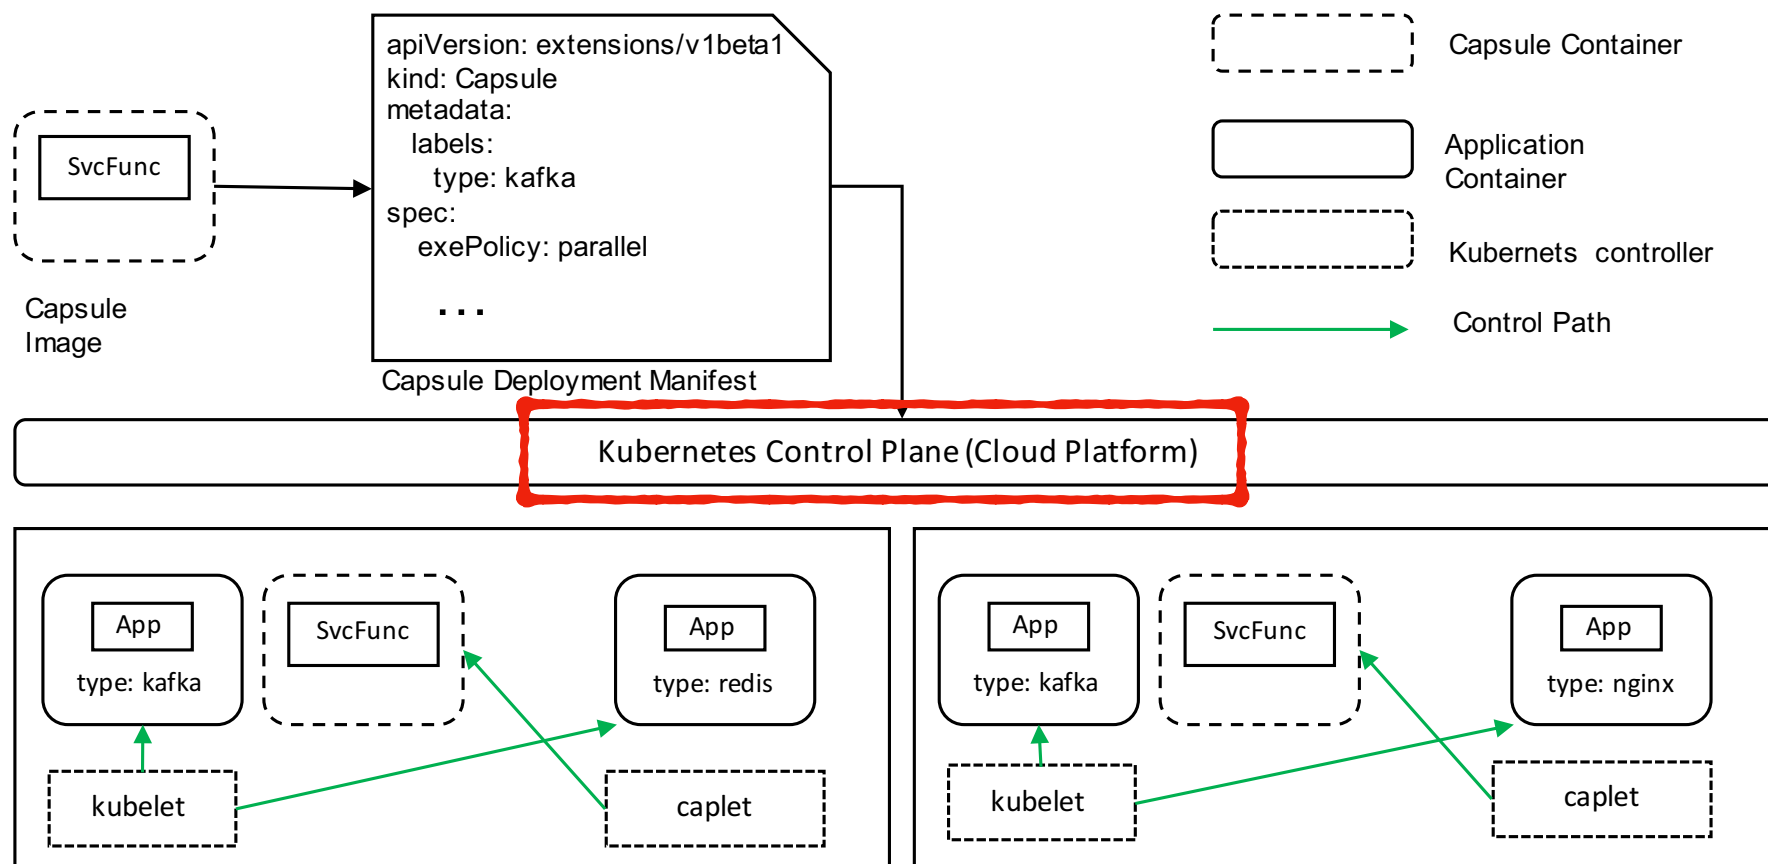 apiVersion: extensions/v1beta1
kind: Capsule
metadata:
labels:
type: kafka
spec:
exePolicy: parallel
...
SvcFunc
Capsule
Image
Capsule Deployment Manifest
Capsule Container
Application
Container
Kubernets controller
Control Path
Kubernetes Control Plane (Cloud Platform)
App
type: kafka
SvcFunc
App
type: redis
kubelet
caplet
App
type: kafka
SvcFunc
App
type: nginx
kubelet
caplet